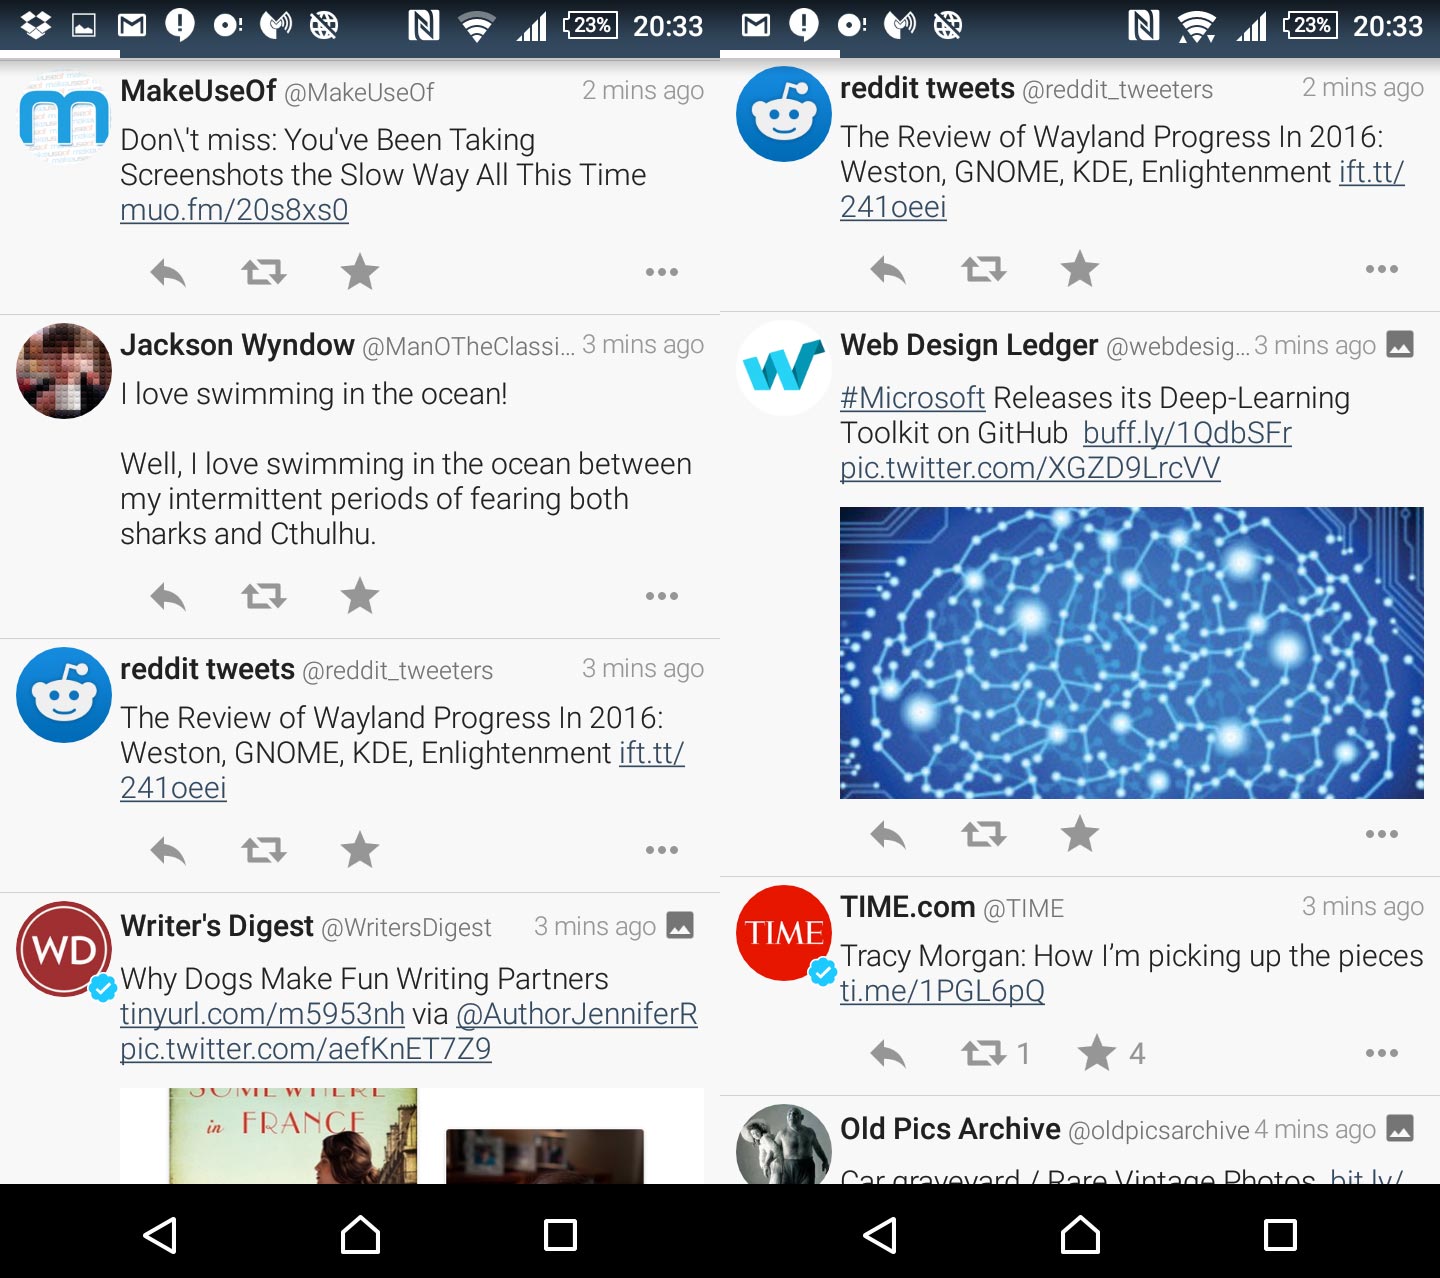 23% 20:33
MakeUseOf @MakeUseOf 2 mins ago
Don\'t miss: You've Been Taking
Screenshots the Slow Way All This Time
muo.fm/20s8xs0
Jackson Wyndow @ManOTheClassi... 3 mins ago
I love swimming in the ocean!
Well, I love swimming in the ocean between
my intermittent periods of fearing both
sharks and Cthulhu.
reddit tweets @reddit_tweeters 3 mins ago
The Review of Wayland Progress In 2016:
Weston, GNOME, KDE, Enlightenment ift.tt/
241oeei
WD
Writer's Digest @WritersDigest 3 mins ago
Why Dogs Make Fun Writing Partners
tinyurl.com/m5953nh via @AuthorJenniferR
pic.twitter.com/aefKnET7Z9
SOMEWHERE
in FRANCE
23% 20:33
reddit tweets @reddit_tweeters 2 mins ago
The Review of Wayland Progress In 2016:
Weston, GNOME, KDE, Enlightenment ift.tt/
241oeei
Web Design Ledger @webdesig... 3 mins ago
#Microsoft Releases its Deep-Learning
Toolkit on GitHub buff.ly/1QdbSFr
pic.twitter.com/XGZD9LrcVV
TIME
TIME.com @TIME 3 mins ago
Tracy Morgan: How I’m picking up the pieces
ti.me/1PGL6pQ
1 4
Old Pics Archive @oldpicsarchive 4 mins ago
Car graveyard / Rare Vintage Photos bit.ly/